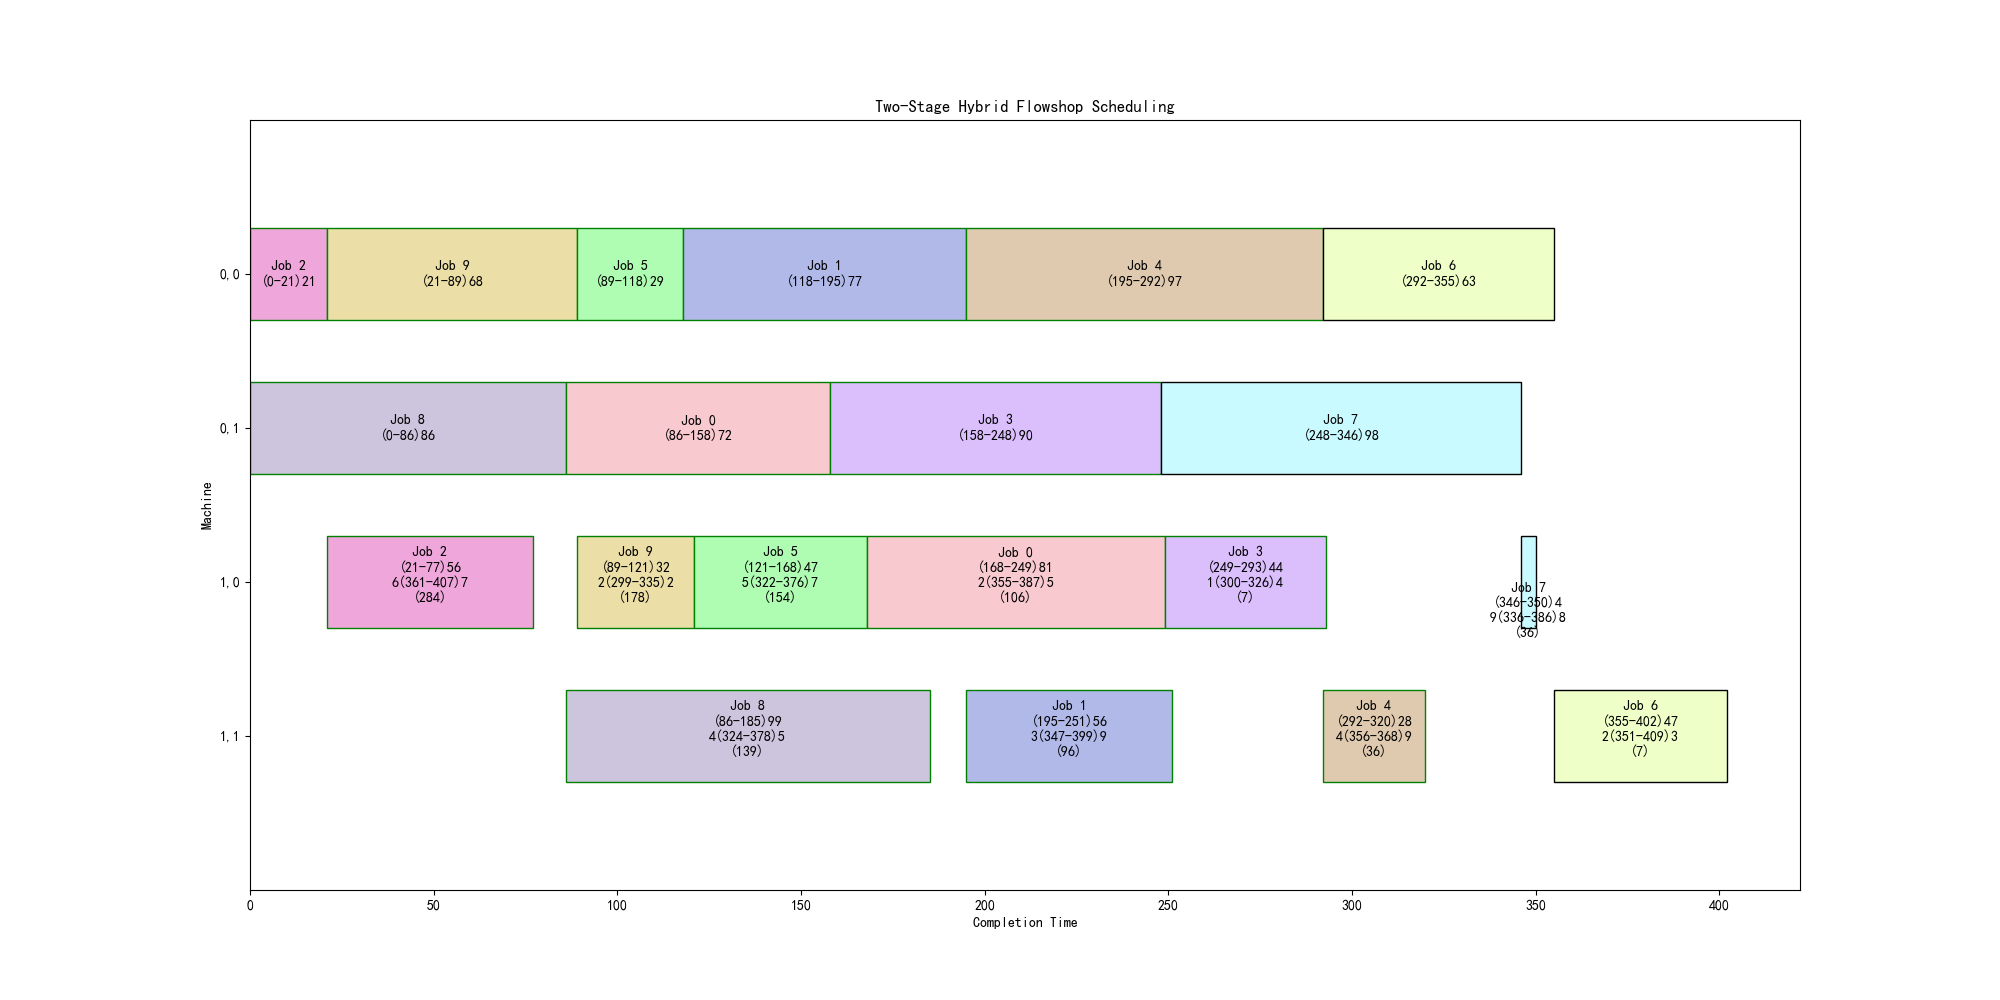 Two-Stage Hybrid Flowshop Scheduling
Machine
0,0
Job 2
(0-21)21
Job 9
(21-89)68
Job 5
(89-118)29
Job 1
(118-195)77
Job 4
(195-292)97
Job 6
(292-355)63
0,1
Job 8
(0-86)86
Job 0
(86-158)72
Job 3
(158-248)90
Job 7
(248-346)98
1,0
Job 2
(21-77)56
6(361-407)7
(284)
Job 9
(89-121)32
2(299-335)2
(178)
Job 5
(121-168)47
5(322-376)7
(154)
Job 0
(168-249)81
2(355-387)5
(106)
Job 3
(249-293)44
1(300-326)4
(7)
Job 7
(346-350)4
9(336-386)8
(36)
1,1
Job 8
(86-185)99
4(324-378)5
(139)
Job 1
(195-251)56
3(347-399)9
(96)
Job 4
(292-320)28
4(356-368)9
(36)
Job 6
(355-402)47
2(351-409)3
(7)
0 50 100 150 200 250 300 350 400
Completion Time